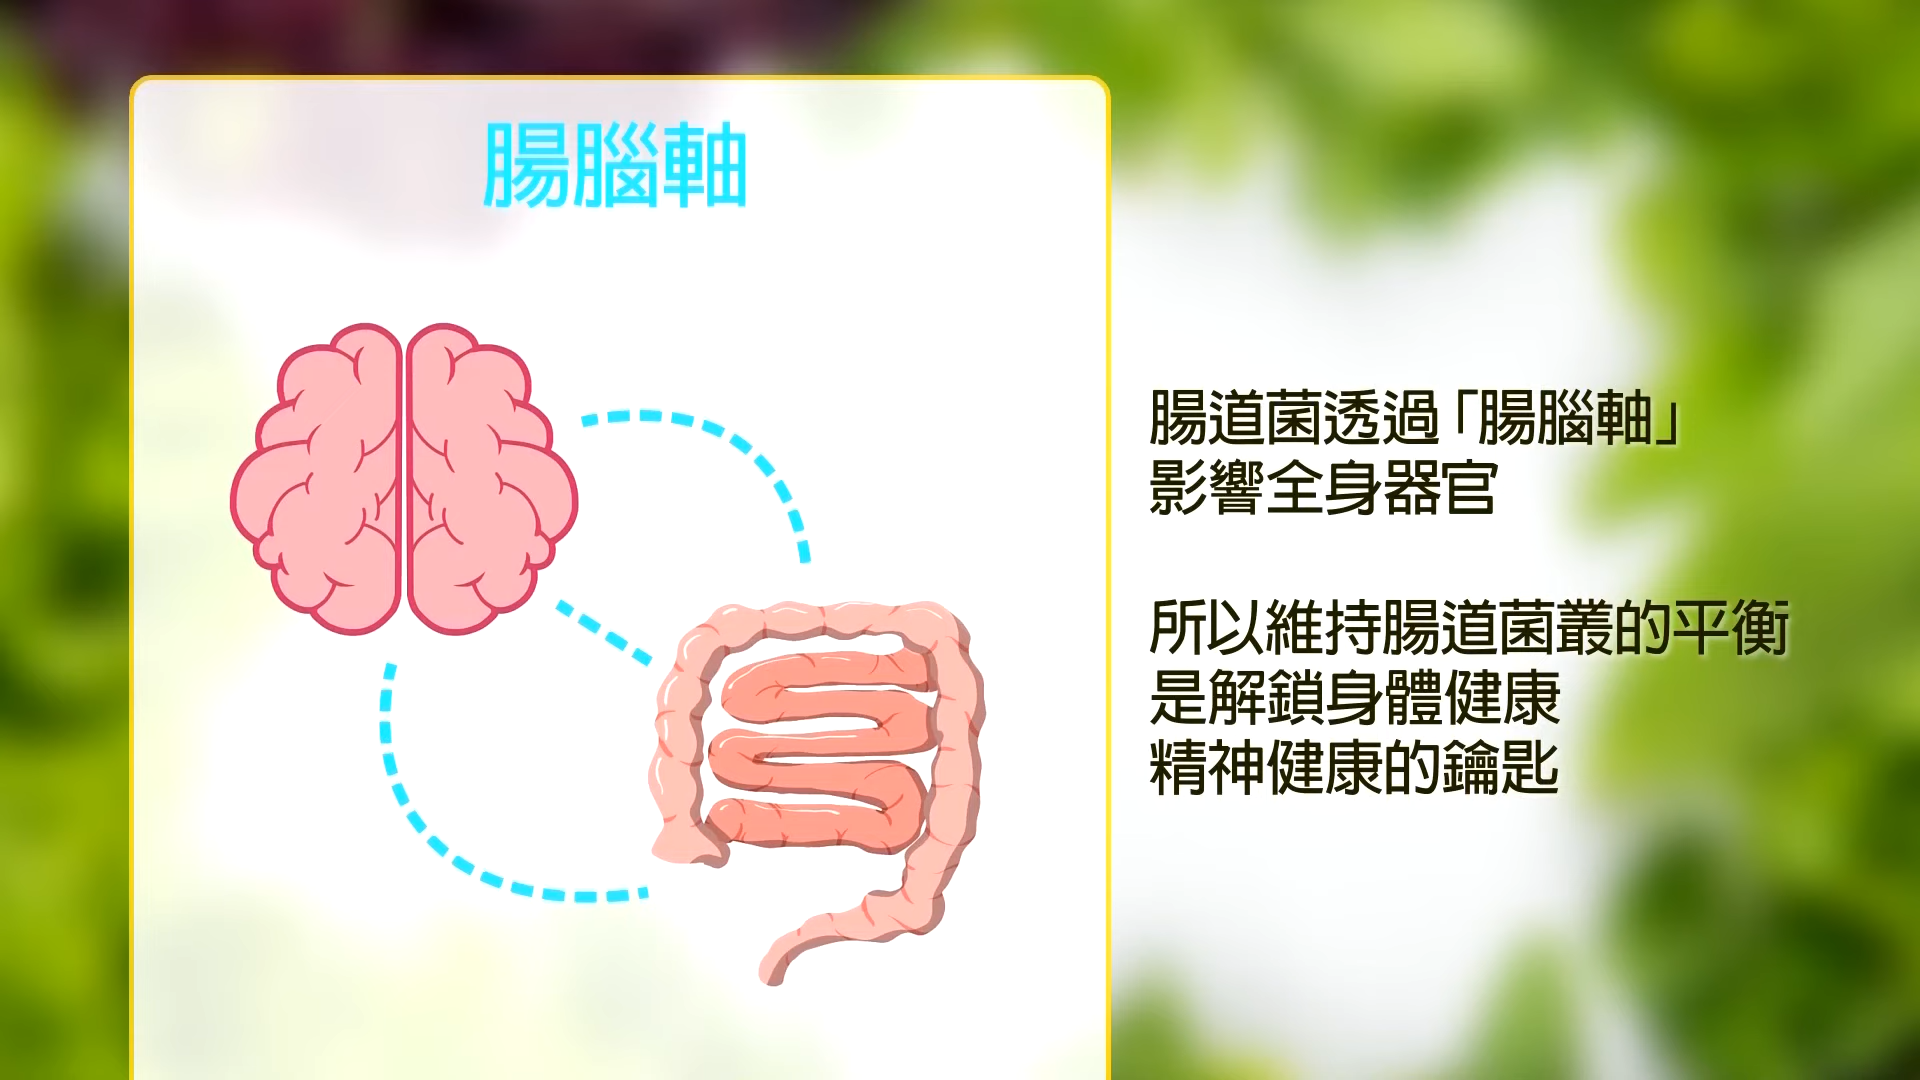 腸腦軸
腸道菌透過「腸腦軸」
影響全身器官
所以維持腸道菌叢的平衡
是解鎖身體健康
精神健康的鑰匙